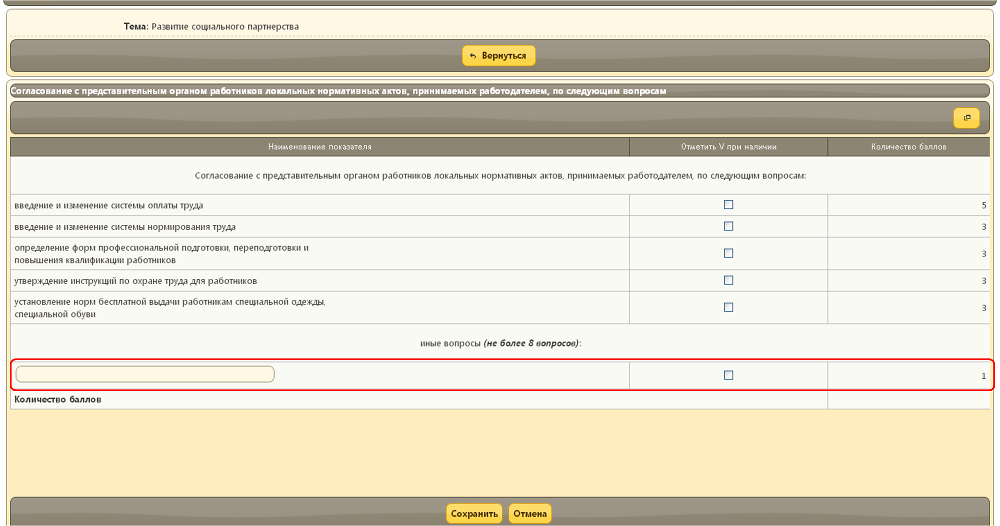 Тема: Развитие социального партнерства
Вернуться
Согласование с представительным органом работников локальных нормативных актов, принимаемых работодателем, по следующим вопросам
Наименование показателя Отметить V при наличии Количество баллов
Согласование с представительным органом работников локальных нормативных актов, принимаемых работодателем, по следующим вопросам:
введение и изменение системы оплаты труда 5
введение и изменение системы нормирования труда 3
определение форм профессиональной подготовки, переподготовки и
повышения квалификации работников 3
утверждение инструкций по охране труда для работников 3
установление норм бесплатной выдачи работникам специальной одежды,
специальной обуви 3
иные вопросы (не более 8 вопросов):
1
Количество баллов
Сохранить Отмена